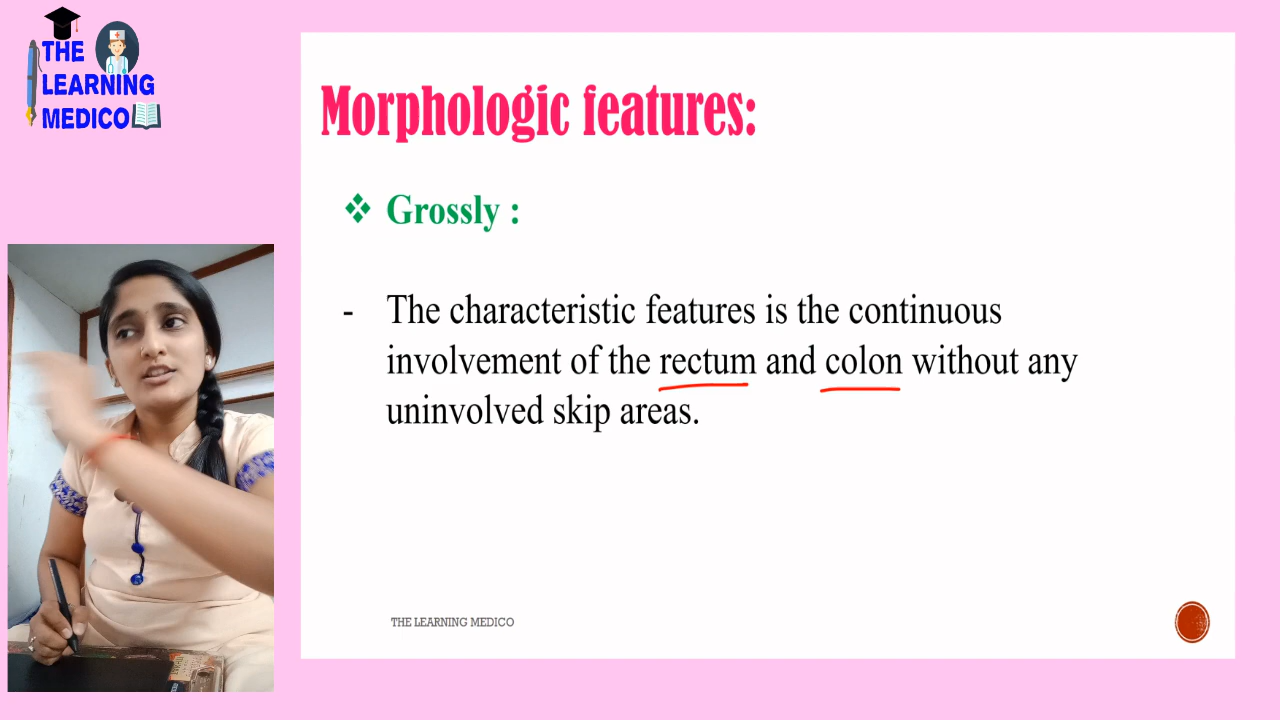 THE
LEARNING
MEDICO
Morphologic features:
❖ Grossly :
- The characteristic features is the continuous
involvement of the rectum and colon without any
uninvolved skip areas.
THE LEARNING MEDICO